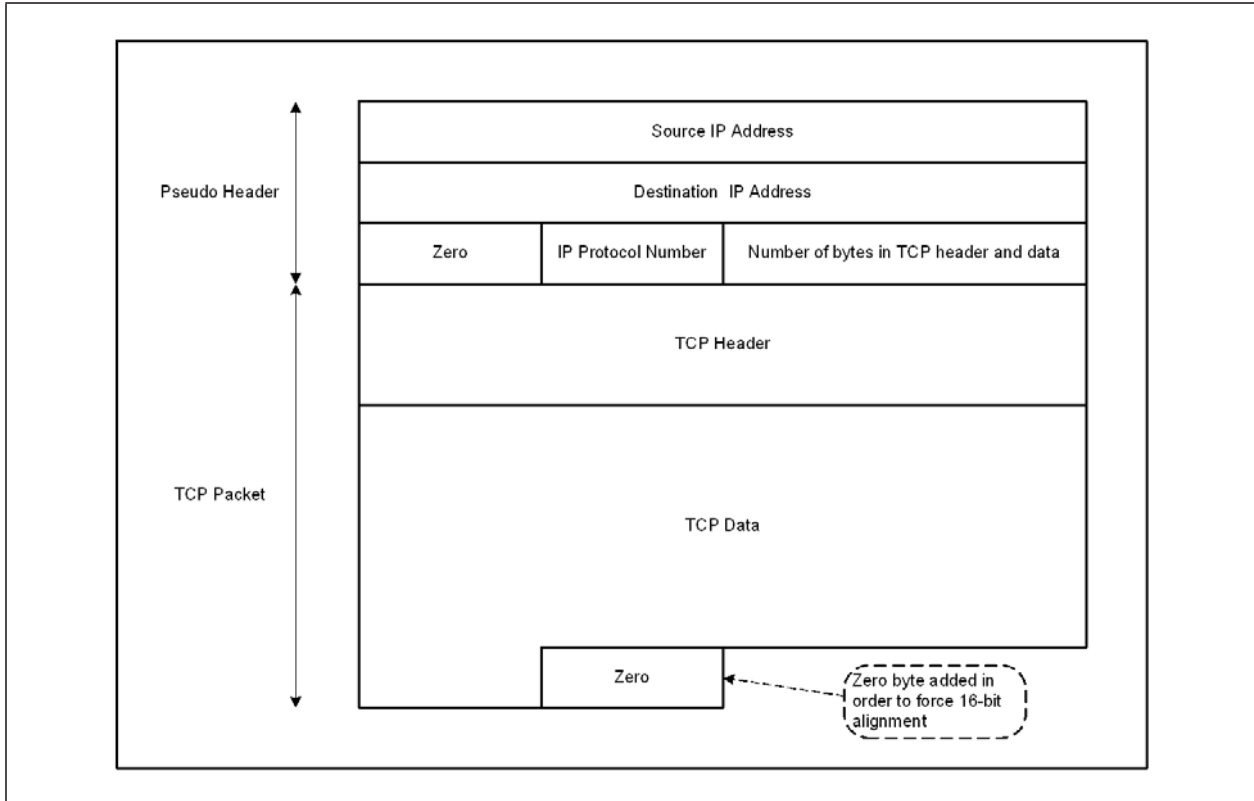 Source IP Address
Pseudo Header
Destination IP Address
Zero
IP Protocol Number
Number of bytes in TCP header and data
TCP Header
TCP Packet
TCP Data
Zero
Zero byte added in
order to force 16-bit
alignment